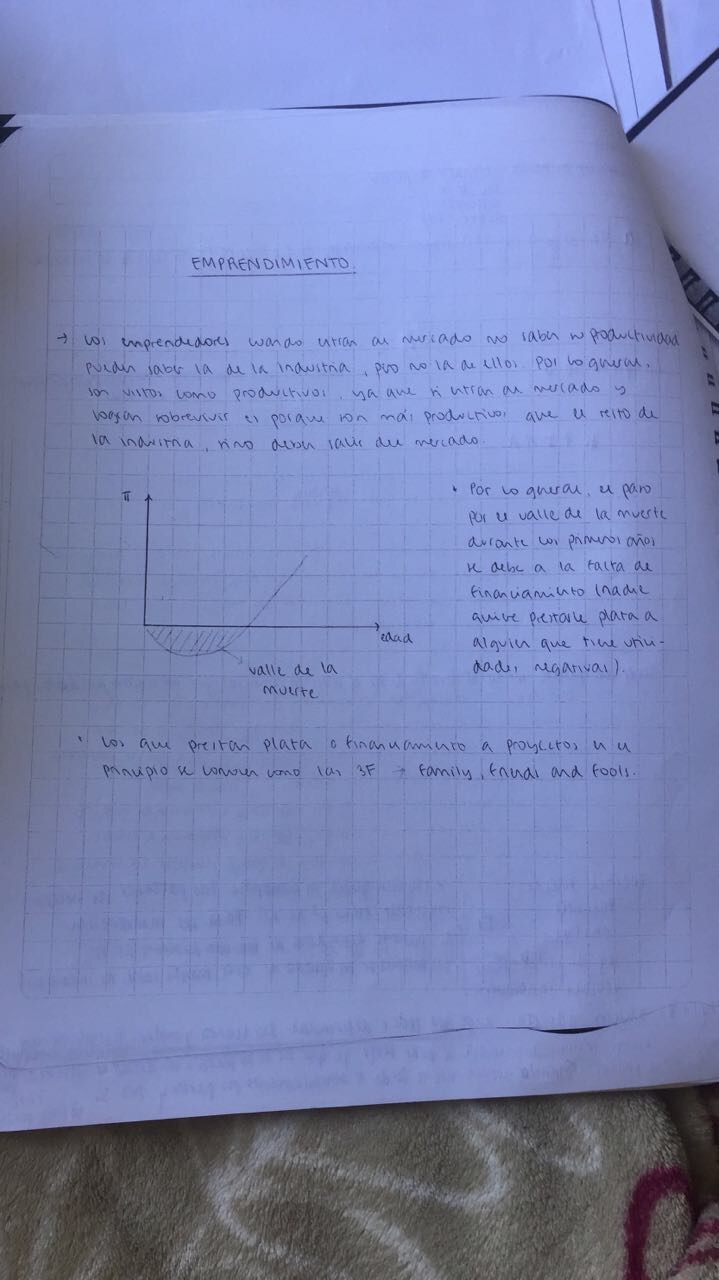 EMPRENDIMIENTO.
→ Los emprendedores cuando entran al mercado no saben su productividad
pueden saber la de la industria, pero no la de ellos. Por lo general,
son vistos como productivos, ya que si entran al mercado y
logran sobrevivir es porque son más productivos que el resto de
la industria, sino deben salir del mercado.
π
edad
valle de la
muerte
• Por lo general, el paso
por el valle de la muerte
durante los primeros años
se debe a la falta de
financiamiento (nadie
quiere prestarle plata a
alguien que tiene utili-
dades negativas).
• Los que prestan plata o financiamiento a proyectos en el
principio se conocen como las 3F → Family, Friends and Fools.